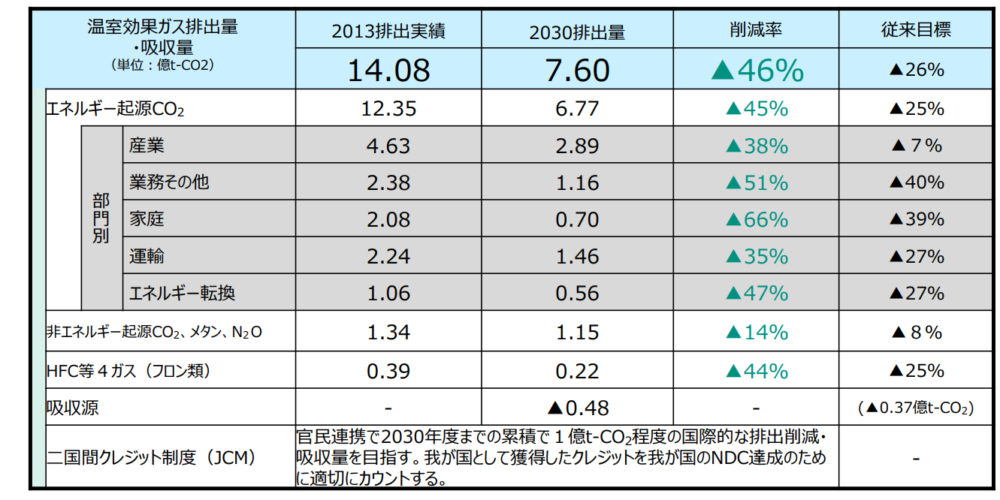 温室効果ガス排出量
・吸収量
（単位：億t-CO2）
2013排出実績 2030排出量 削減率 従来目標
14.08 7.60 ▲46% ▲26%
エネルギー起源CO₂ 12.35 6.77 ▲45% ▲25%
部門別
産業 4.63 2.89 ▲38% ▲７%
業務その他 2.38 1.16 ▲51% ▲40%
家庭 2.08 0.70 ▲66% ▲39%
運輸 2.24 1.46 ▲35% ▲27%
エネルギー転換 1.06 0.56 ▲47% ▲27%
非エネルギー起源CO₂、メタン、N₂O 1.34 1.15 ▲14% ▲８%
HFC等４ガス（フロン類） 0.39 0.22 ▲44% ▲25%
吸収源 - ▲0.48 - (▲0.37億t-CO₂)
二国間クレジット制度（JCM）
官民連携で2030年度までの累積で１億t-CO₂程度の国際的な排出削減・
吸収量を目指す。我が国として獲得したクレジットを我が国のNDC達成のため
に適切にカウントする。
-